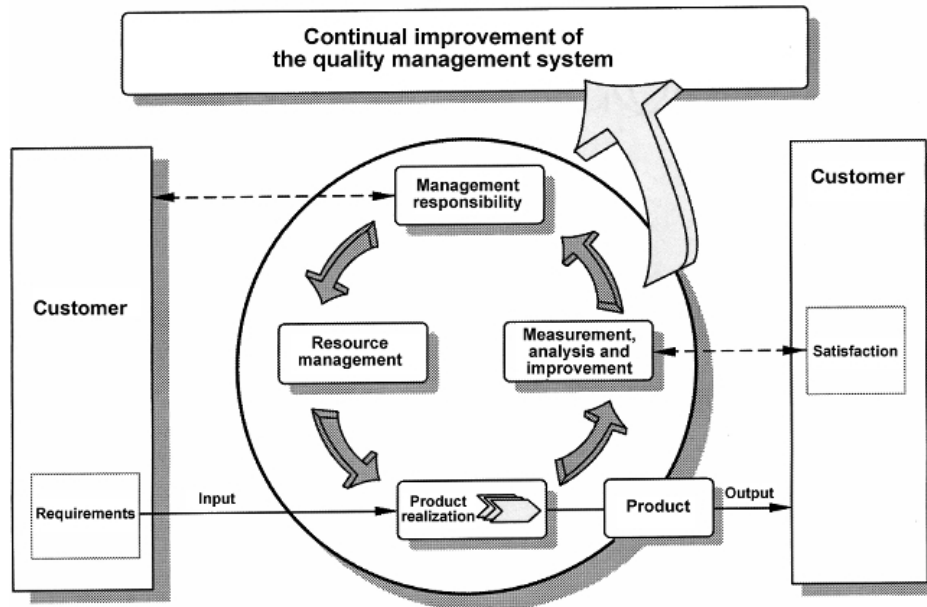 Continual improvement of
the quality management system
Customer
Requirements
Input
Management
responsibility
Resource
management
Measurement,
analysis and
improvement
Product
realization
Product
Output
Customer
Satisfaction